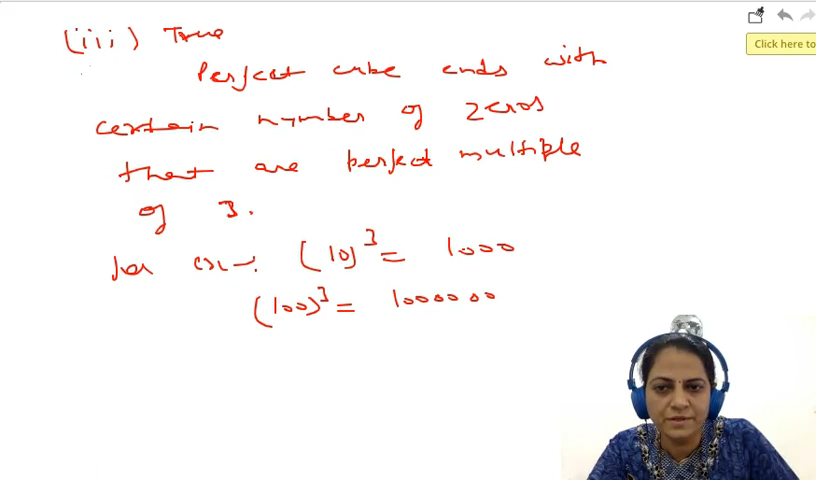 (iii) True
Click here to
Perfect cube ends with
certain number of zeros
that are perfect multiple
of 3.
for ex:- (10)³ = 1000
(100)³ = 1000000